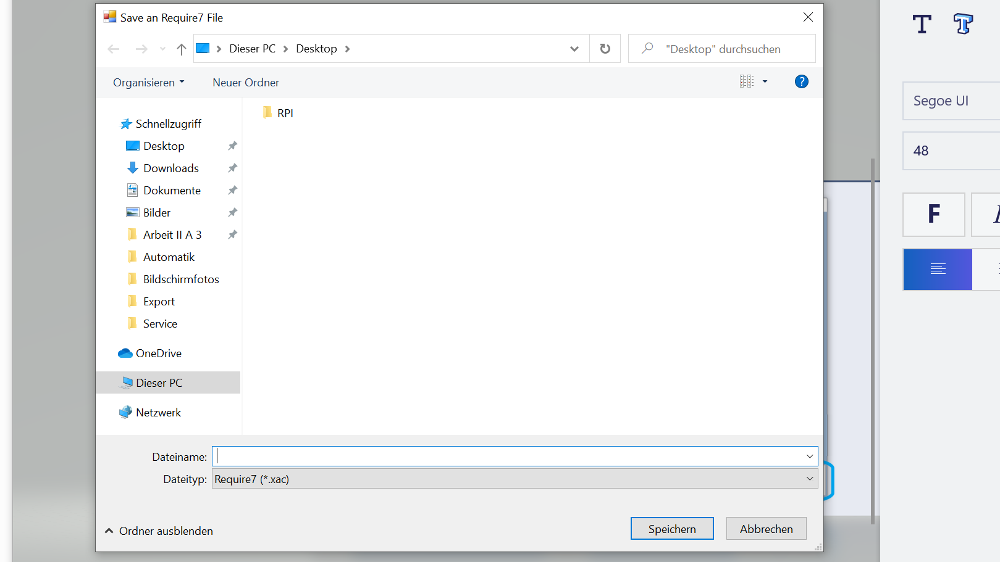 Save an Require7 File
Dieser PC Desktop
"Desktop" durchsuchen
Organisieren
Neuer Ordner
?
Schnellzugriff
Desktop
Downloads
Dokumente
Bilder
Arbeit II A 3
Automatik
Bildschirmfotos
Export
Service
OneDrive
Dieser PC
Netzwerk
RPI
Dateiname:
Dateityp: Require7 (*.xac)
Ordner ausblenden
Speichern
Abbrechen
T T
Segoe UI
48
F